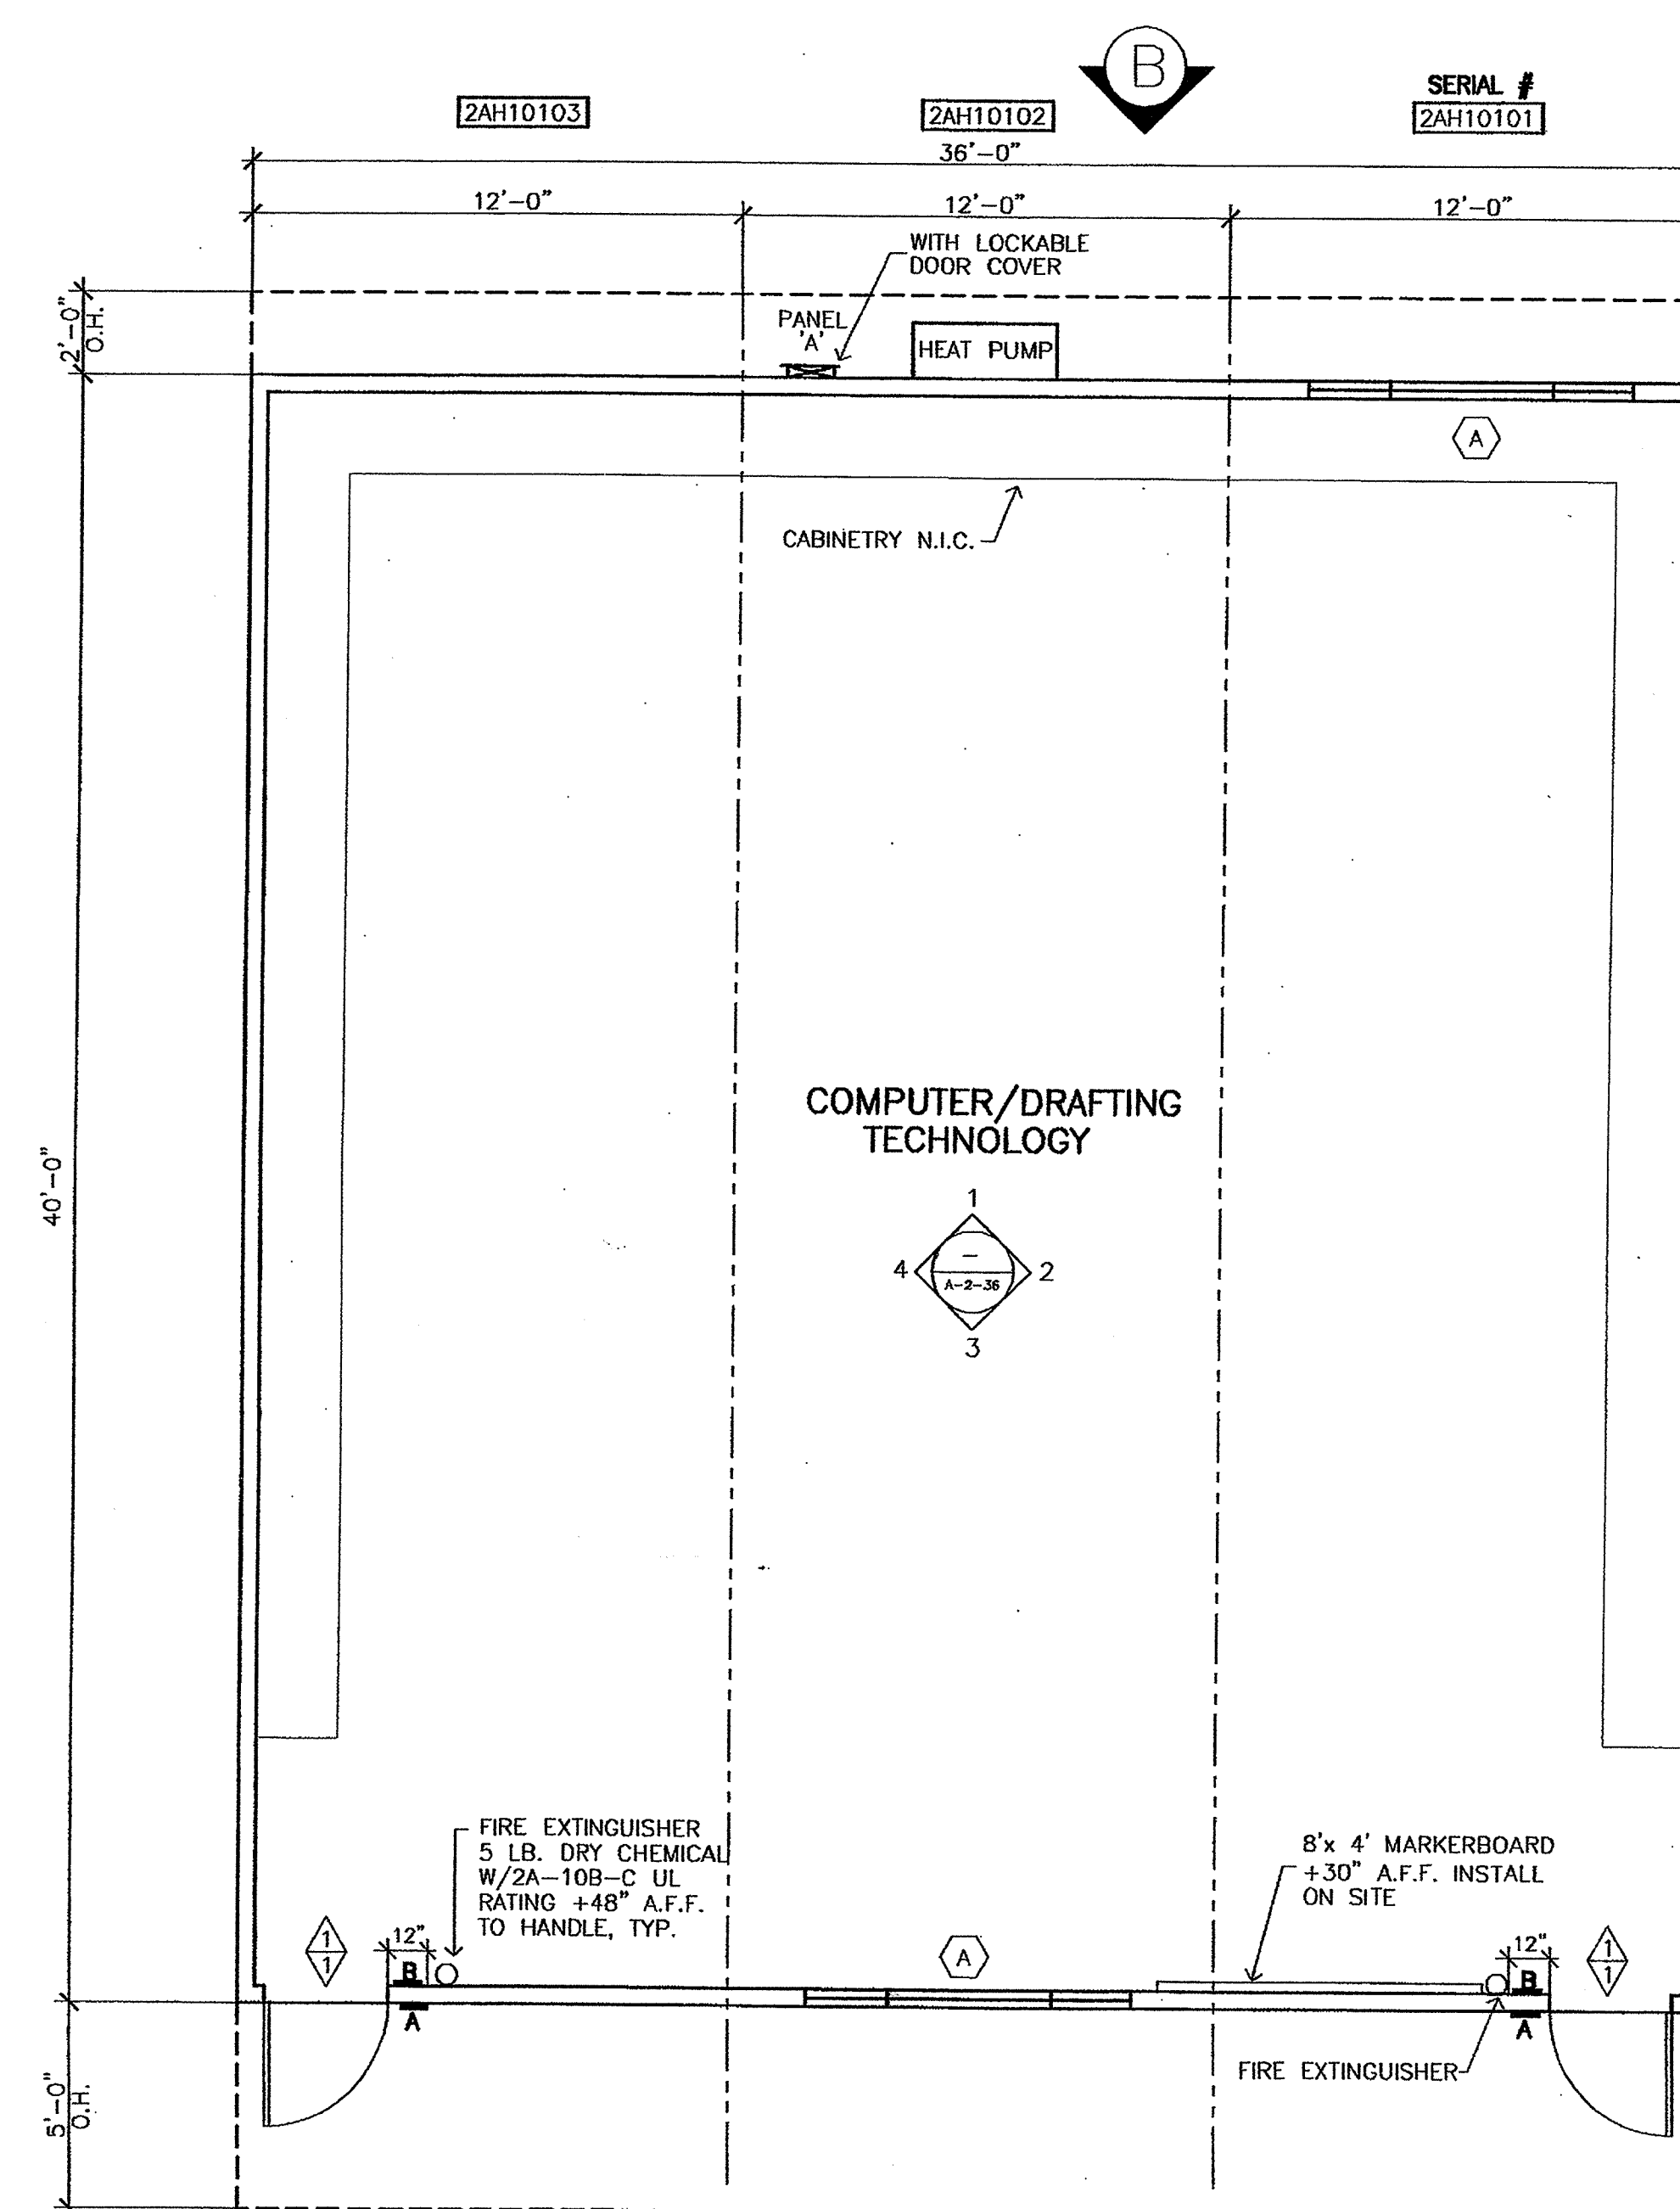 B
SERIAL #
2AH10103
2AH10102
2AH10101
36'-0"
12'-0"
12'-0"
12'-0"
WITH LOCKABLE
DOOR COVER
2'-0"
O.H.
PANEL
'A'
HEAT PUMP
A
CABINETRY N.I.C.
COMPUTER/DRAFTING
TECHNOLOGY
40'-0"
1
4
-
2
A-2-36
3
FIRE EXTINGUISHER
5 LB. DRY CHEMICAL
W/2A-10B-C UL
RATING +48" A.F.F.
TO HANDLE, TYP.
8'x 4' MARKERBOARD
+30" A.F.F. INSTALL
ON SITE
1
1
12"
B
A
A
12"
B
A
1
1
FIRE EXTINGUISHER
5'-0"
O.H.